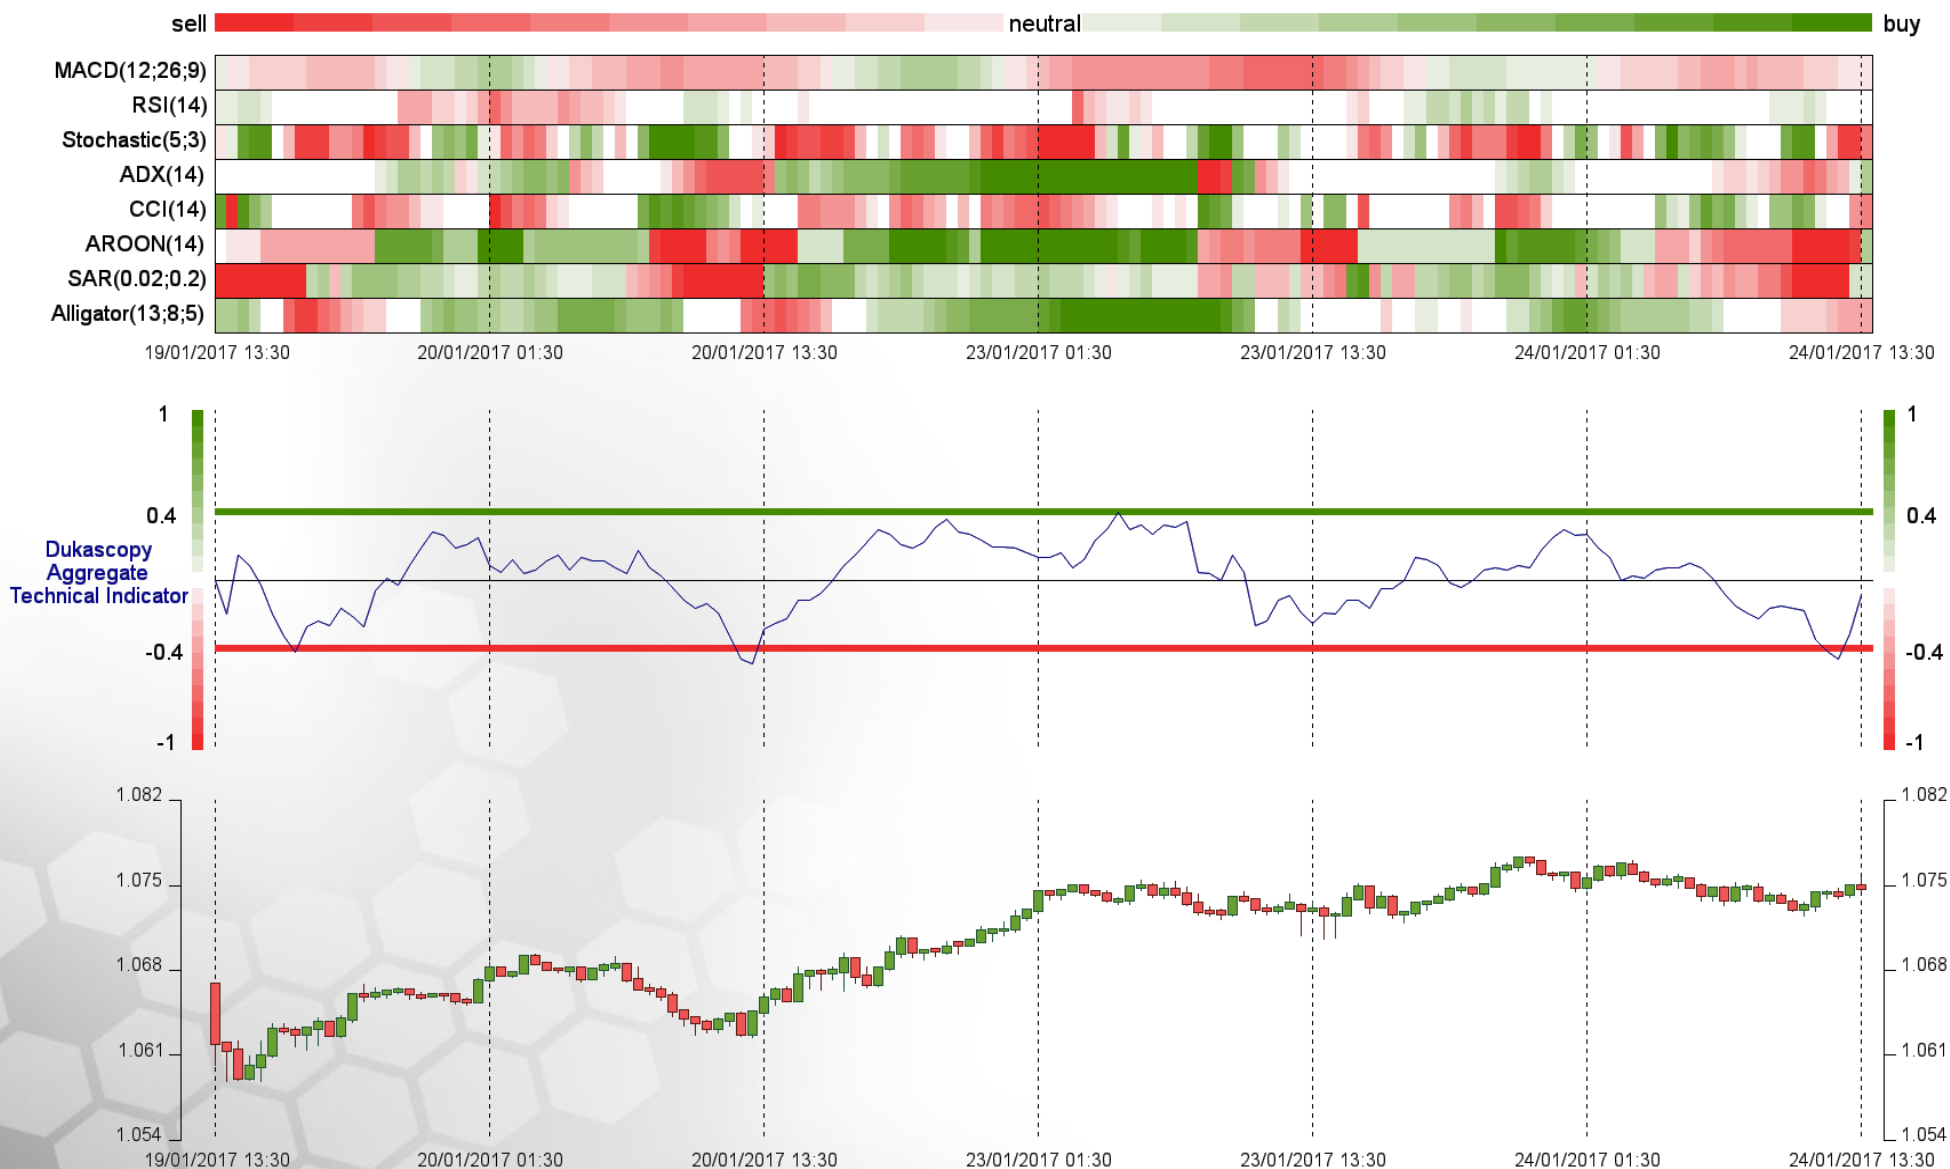 sell neutral buy
MACD(12;26;9)
RSI(14)
Stochastic(5;3)
ADX(14)
CCI(14)
AROON(14)
SAR(0.02;0.2)
Alligator(13;8;5)
19/01/2017 13:30 20/01/2017 01:30 20/01/2017 13:30 23/01/2017 01:30 23/01/2017 13:30 24/01/2017 01:30 24/01/2017 13:30
1 1
0.4 0.4
Dukascopy
Aggregate
Technical Indicator
-0.4 -0.4
-1 -1
1.082 1.082
1.075 1.075
1.068 1.068
1.061 1.061
1.054 1.054
19/01/2017 13:30 20/01/2017 01:30 20/01/2017 13:30 23/01/2017 01:30 23/01/2017 13:30 24/01/2017 01:30 24/01/2017 13:30